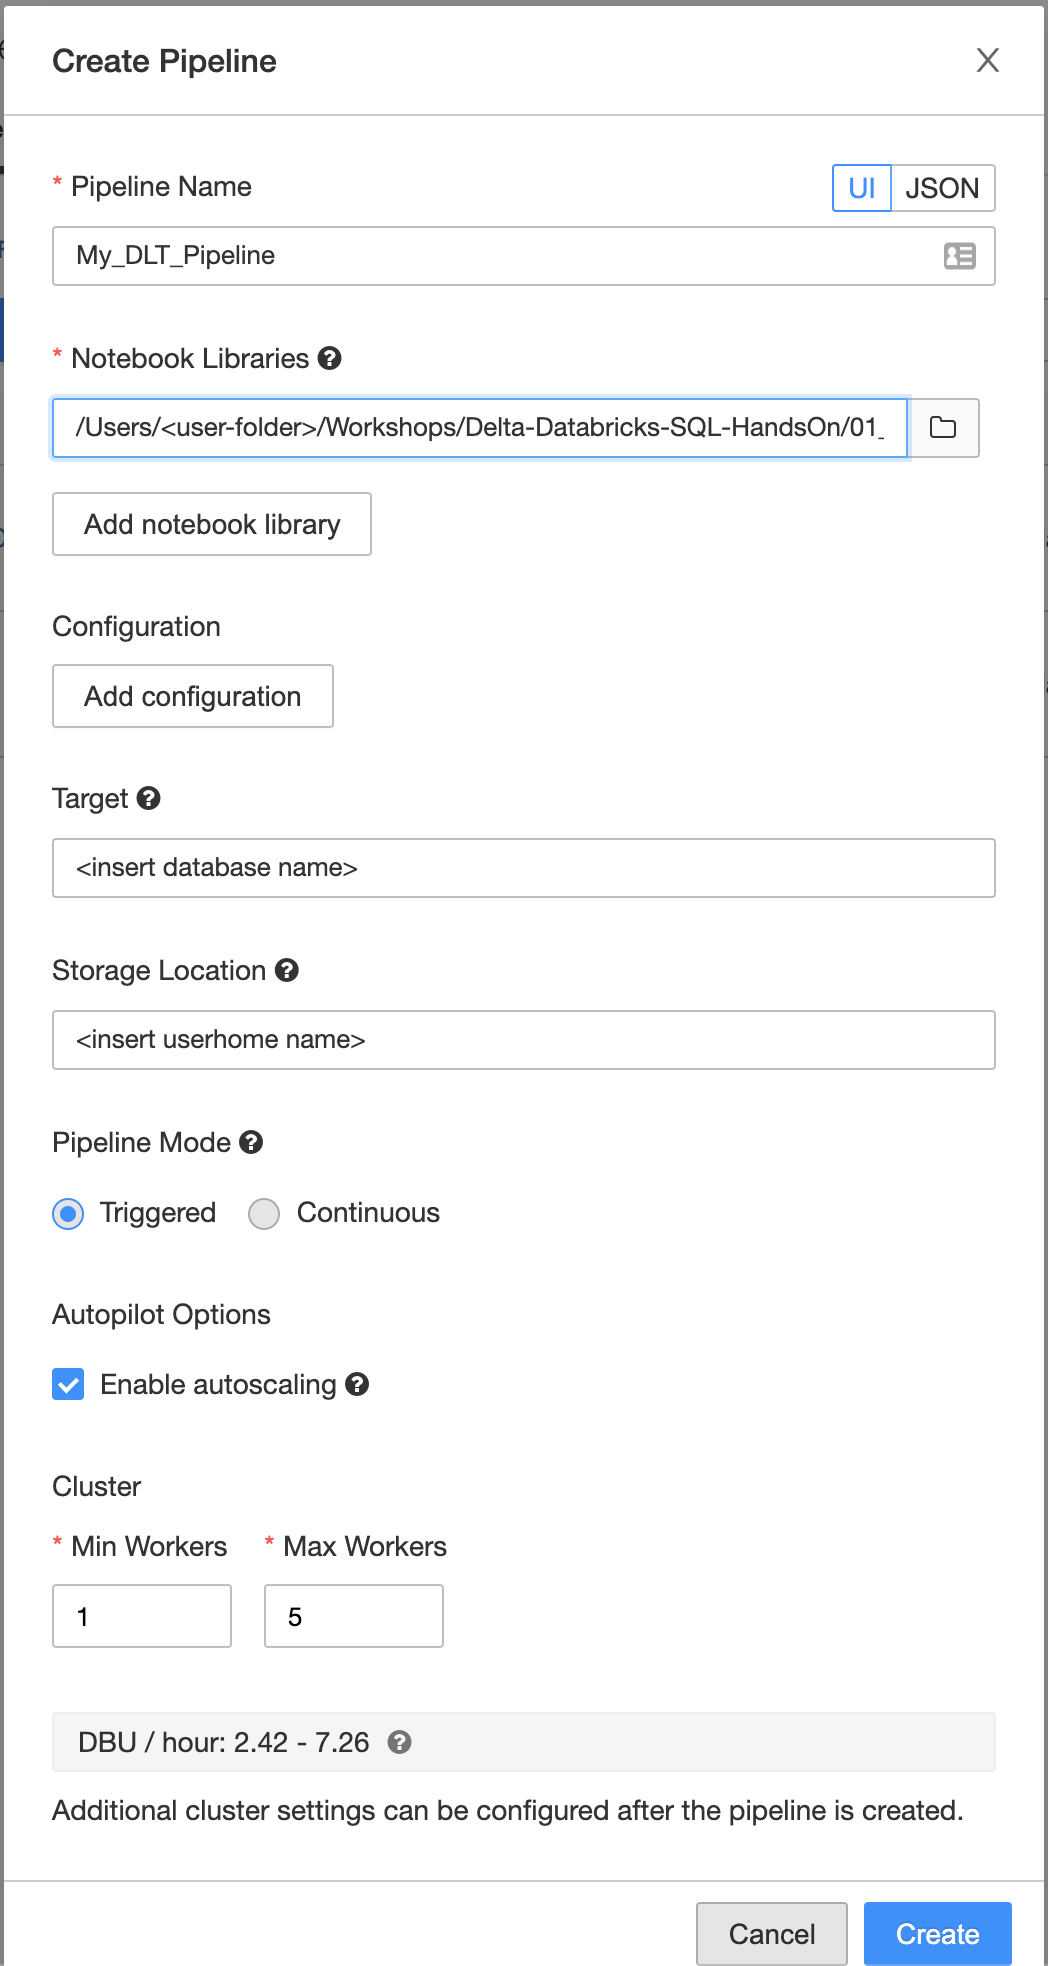 Create Pipeline X
* Pipeline Name UI JSON
My_DLT_Pipeline
* Notebook Libraries ?
/Users/<user-folder>/Workshops/Delta-Databricks-SQL-HandsOn/01_
Add notebook library
Configuration
Add configuration
Target ?
<insert database name>
Storage Location ?
<insert userhome name>
Pipeline Mode ?
Triggered Continuous
Autopilot Options
Enable autoscaling ?
Cluster
* Min Workers * Max Workers
1 5
DBU / hour: 2.42 - 7.26 ?
Additional cluster settings can be configured after the pipeline is created.
Cancel Create